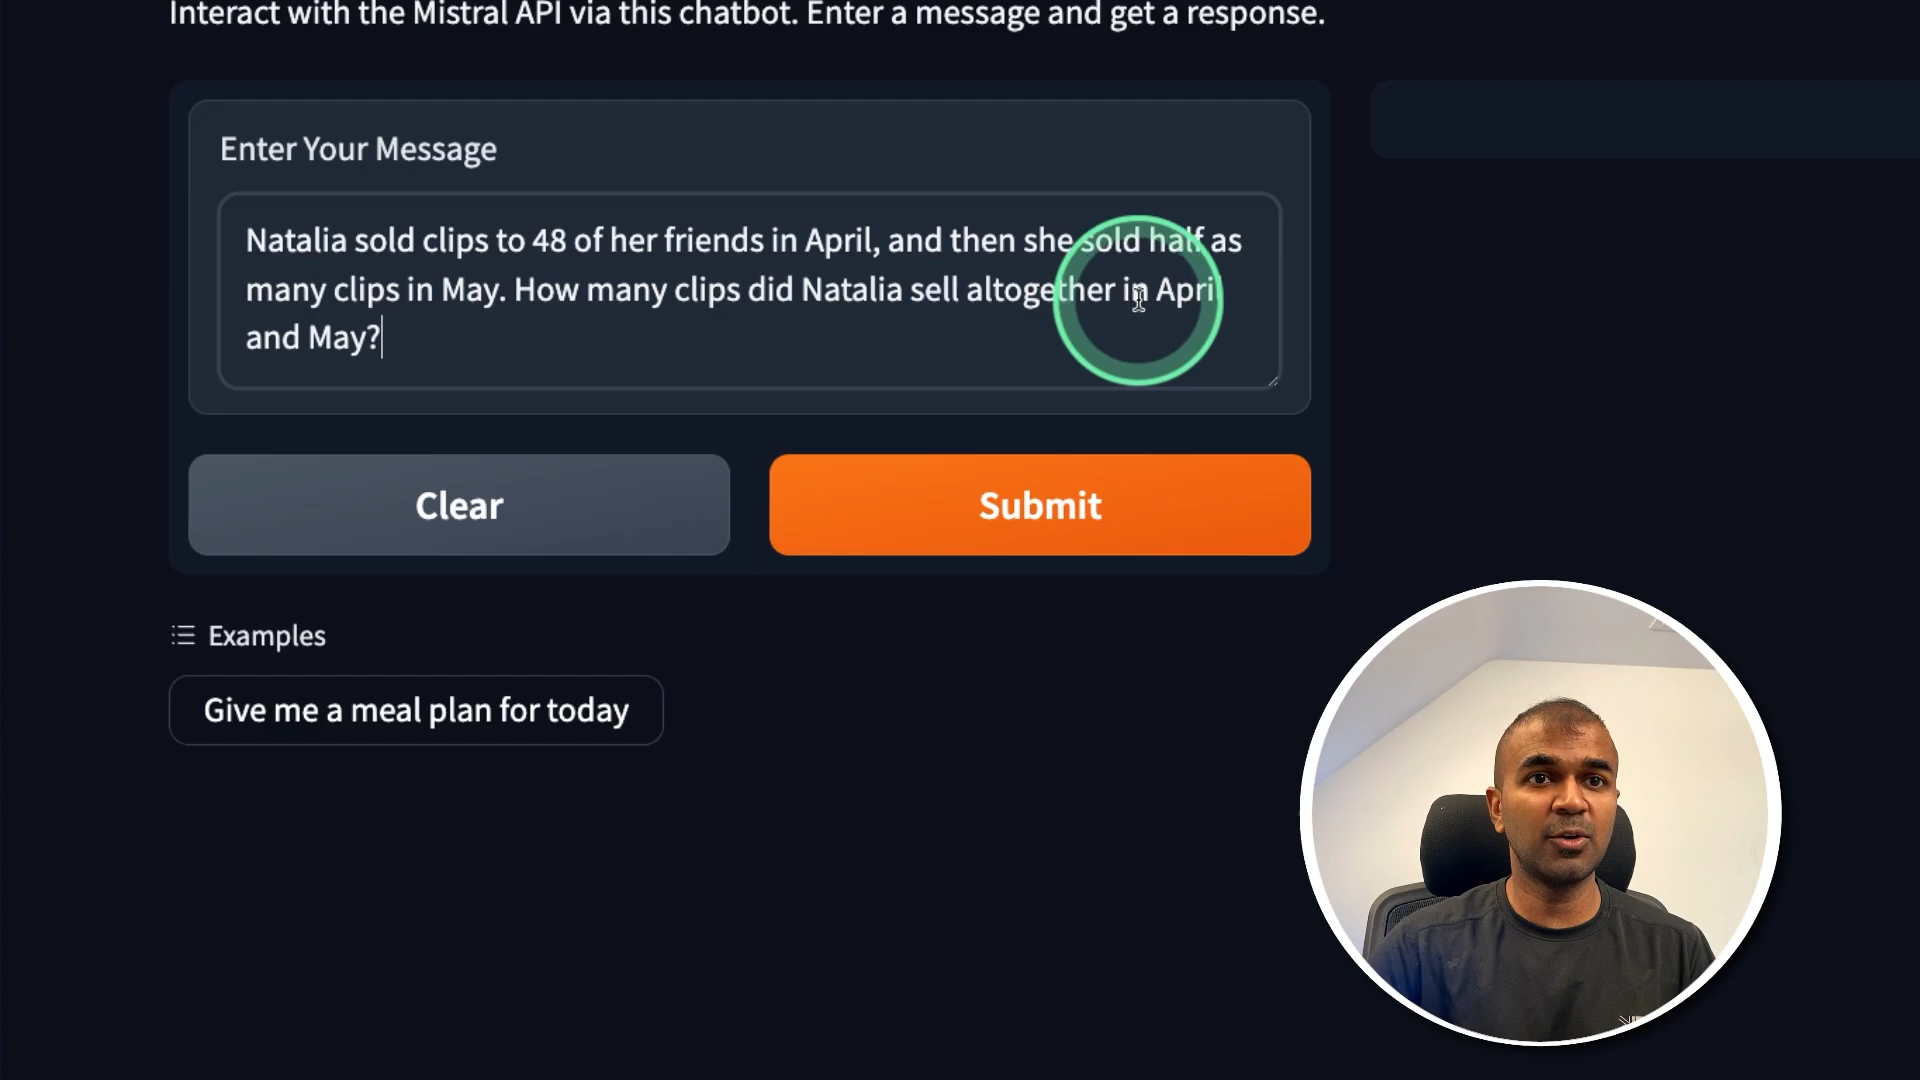 Interact with the Mistral API via this chatbot. Enter a message and get a response.
Enter Your Message
Natalia sold clips to 48 of her friends in April, and then she sold half as
many clips in May. How many clips did Natalia sell altogether in April
and May?
Clear
Submit
Examples
Give me a meal plan for today